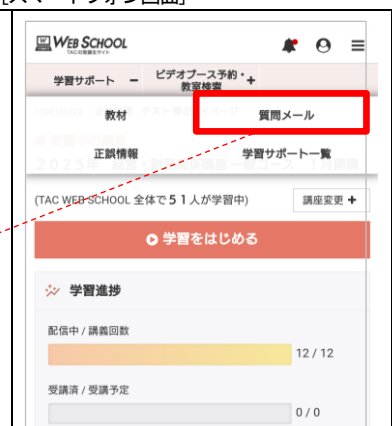 [スマートフォン画面]
WEB SCHOOL
TACの受講生サイト
学習サポート −
ビデオブース予約・教室検索 +
教材
質問メール
正誤情報
学習サポート一覧
(TAC WEB SCHOOL 全体で51人が学習中)
講座変更 +
学習をはじめる
学習進捗
配信中 / 講義回数
12 / 12
受講済 / 受講予定
0 / 0